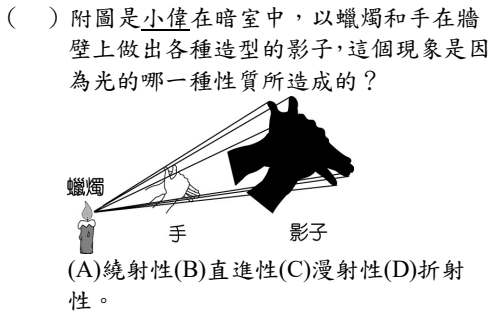 （　）附圖是小偉在暗室中，以蠟燭和手在牆
壁上做出各種造型的影子，這個現象是因
為光的哪一種性質所造成的？
蠟燭
手
影子
(A)繞射性(B)直進性(C)漫射性(D)折射
性。